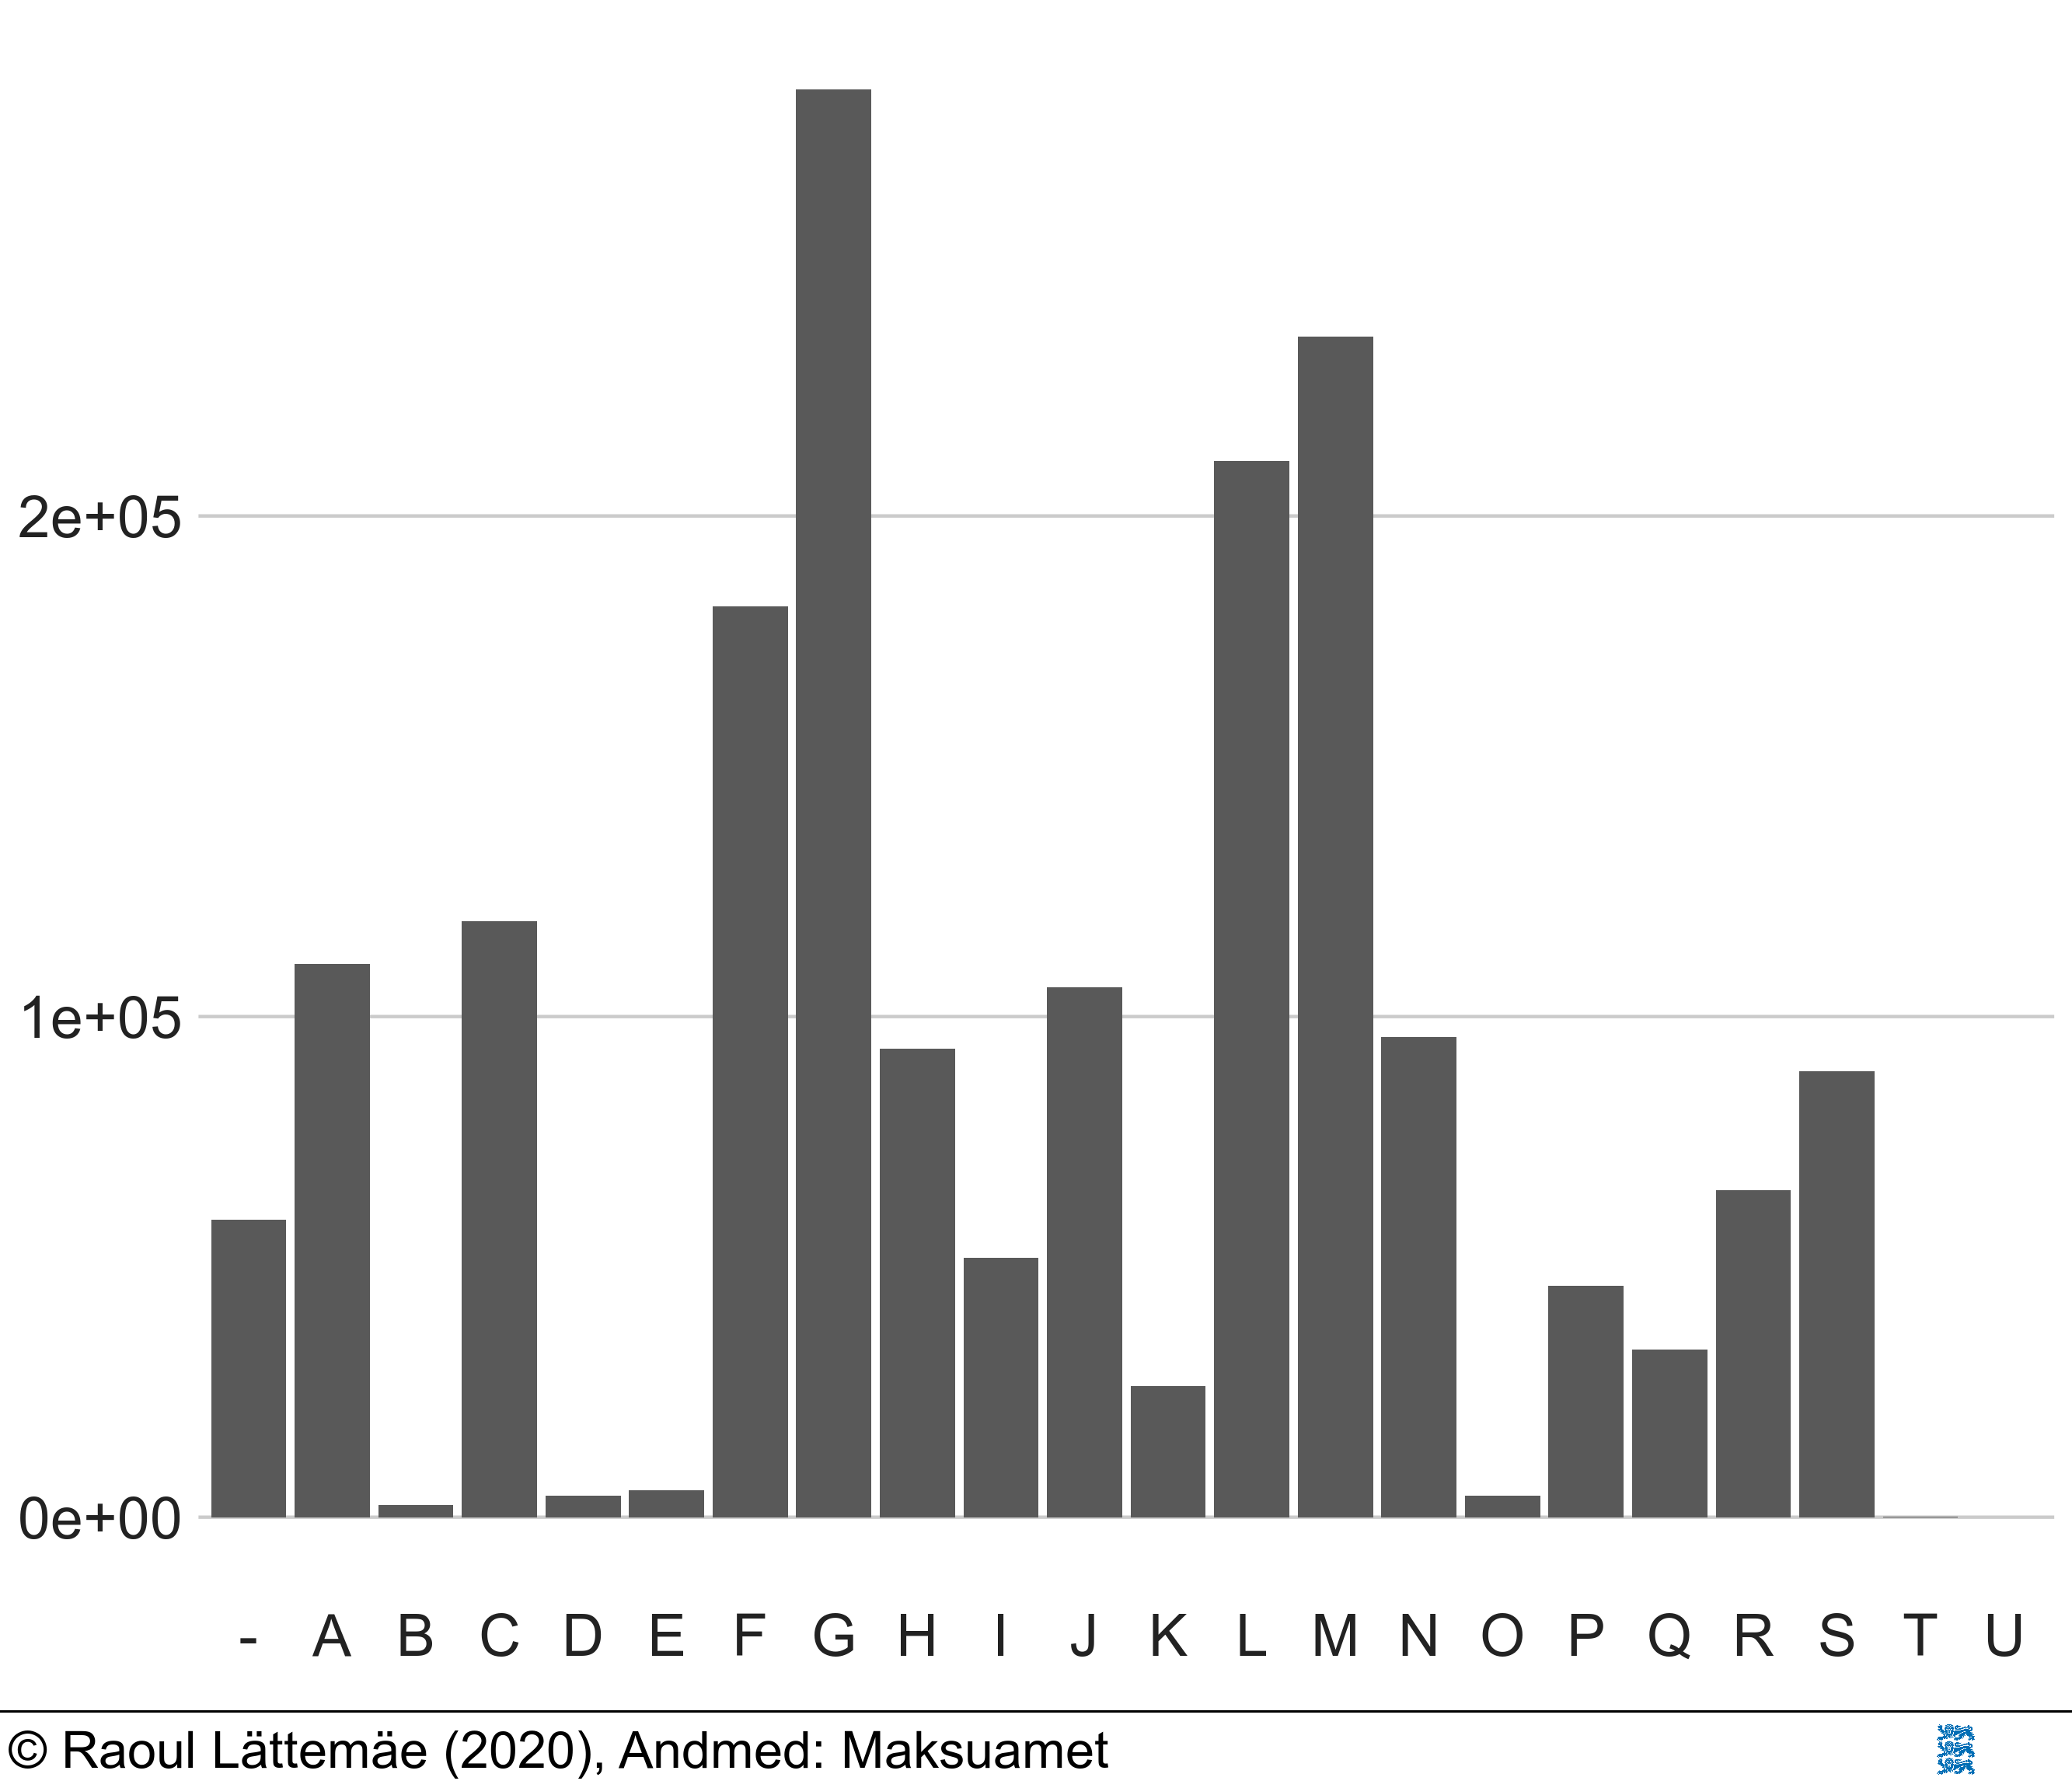 2e+05
1e+05
0e+00
- A B C D E F G H I J K L M N O P Q R S T U
© Raoul Lättemäe (2020), Andmed: Maksuamet